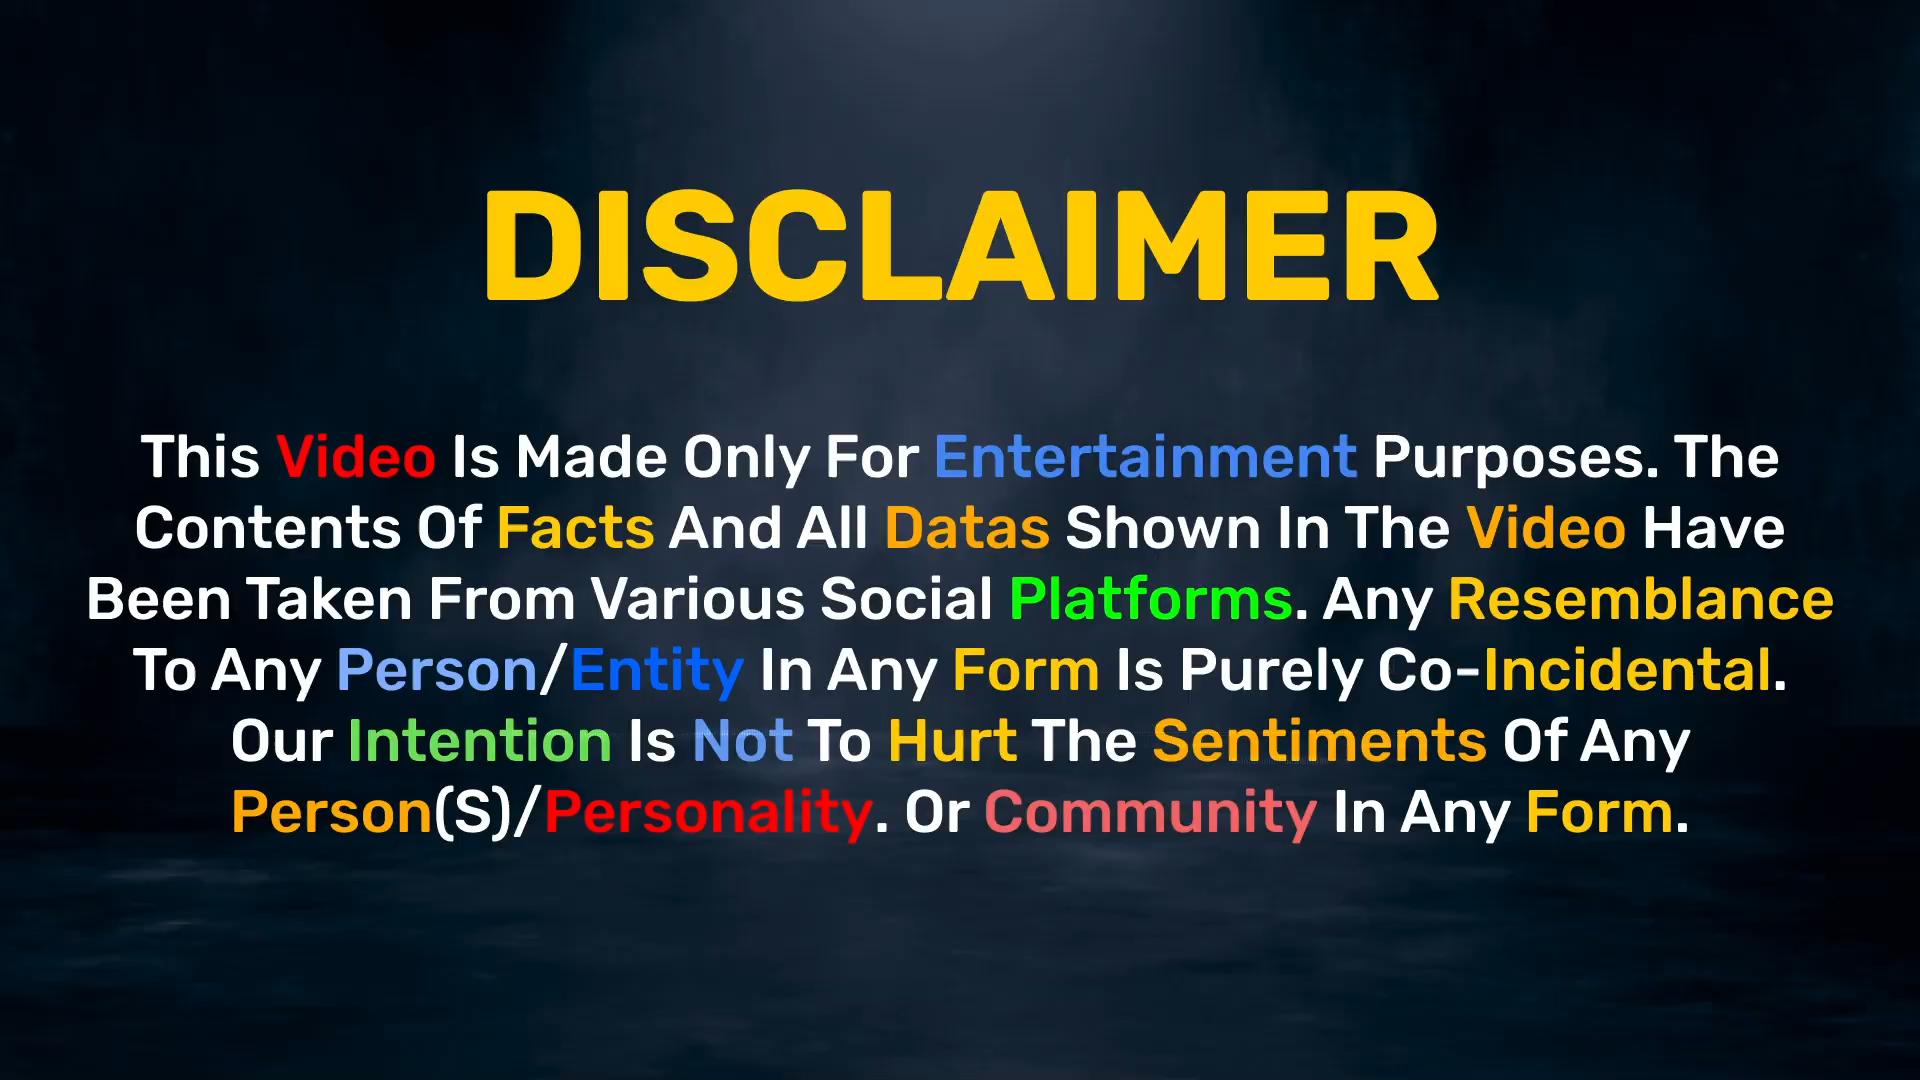 DISCLAIMER
This Video Is Made Only For Entertainment Purposes. The
Contents Of Facts And All Datas Shown In The Video Have
Been Taken From Various Social Platforms. Any Resemblance
To Any Person/Entity In Any Form Is Purely Co-Incidental.
Our Intention Is Not To Hurt The Sentiments Of Any
Person(S)/Personality. Or Community In Any Form.